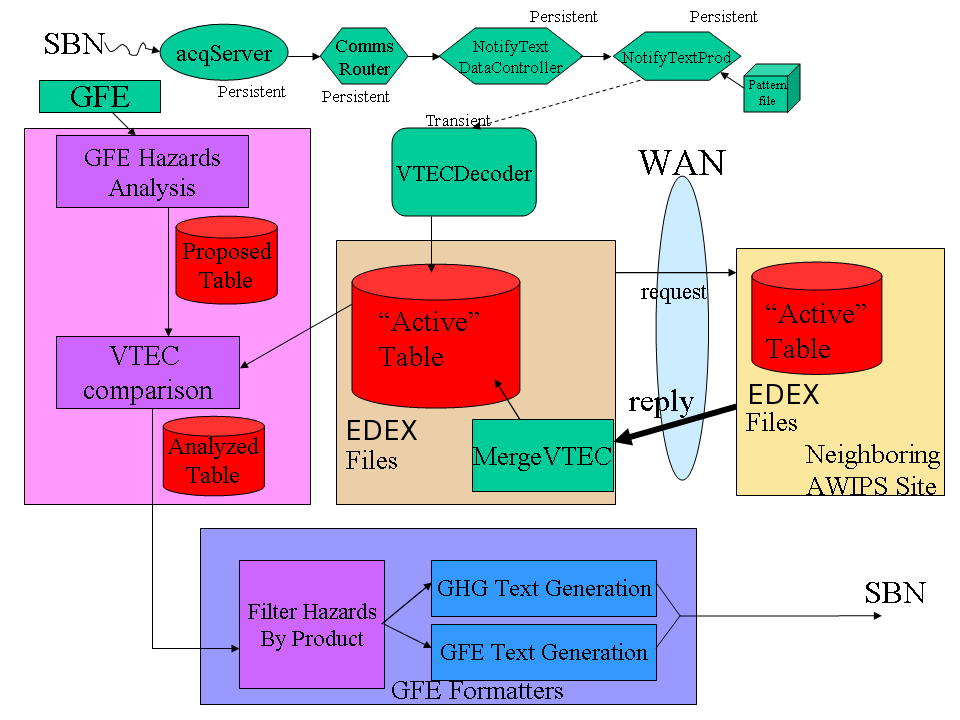 Persistent
Persistent
SBN
acqServer
Comms
Router
NotifyText
DataController
NotifyTextProd
Persistent
Persistent
Pattern
file
GFE
Transient
GFE Hazards
Analysis
VTECDecoder
WAN
Proposed
Table
request
"Active"
Table
"Active"
Table
VTEC
comparison
reply
EDEX
Files
EDEX
Files
MergeVTEC
Analyzed
Table
Neighboring
AWIPS Site
Filter Hazards
By Product
GHG Text Generation
GFE Text Generation
SBN
GFE Formatters